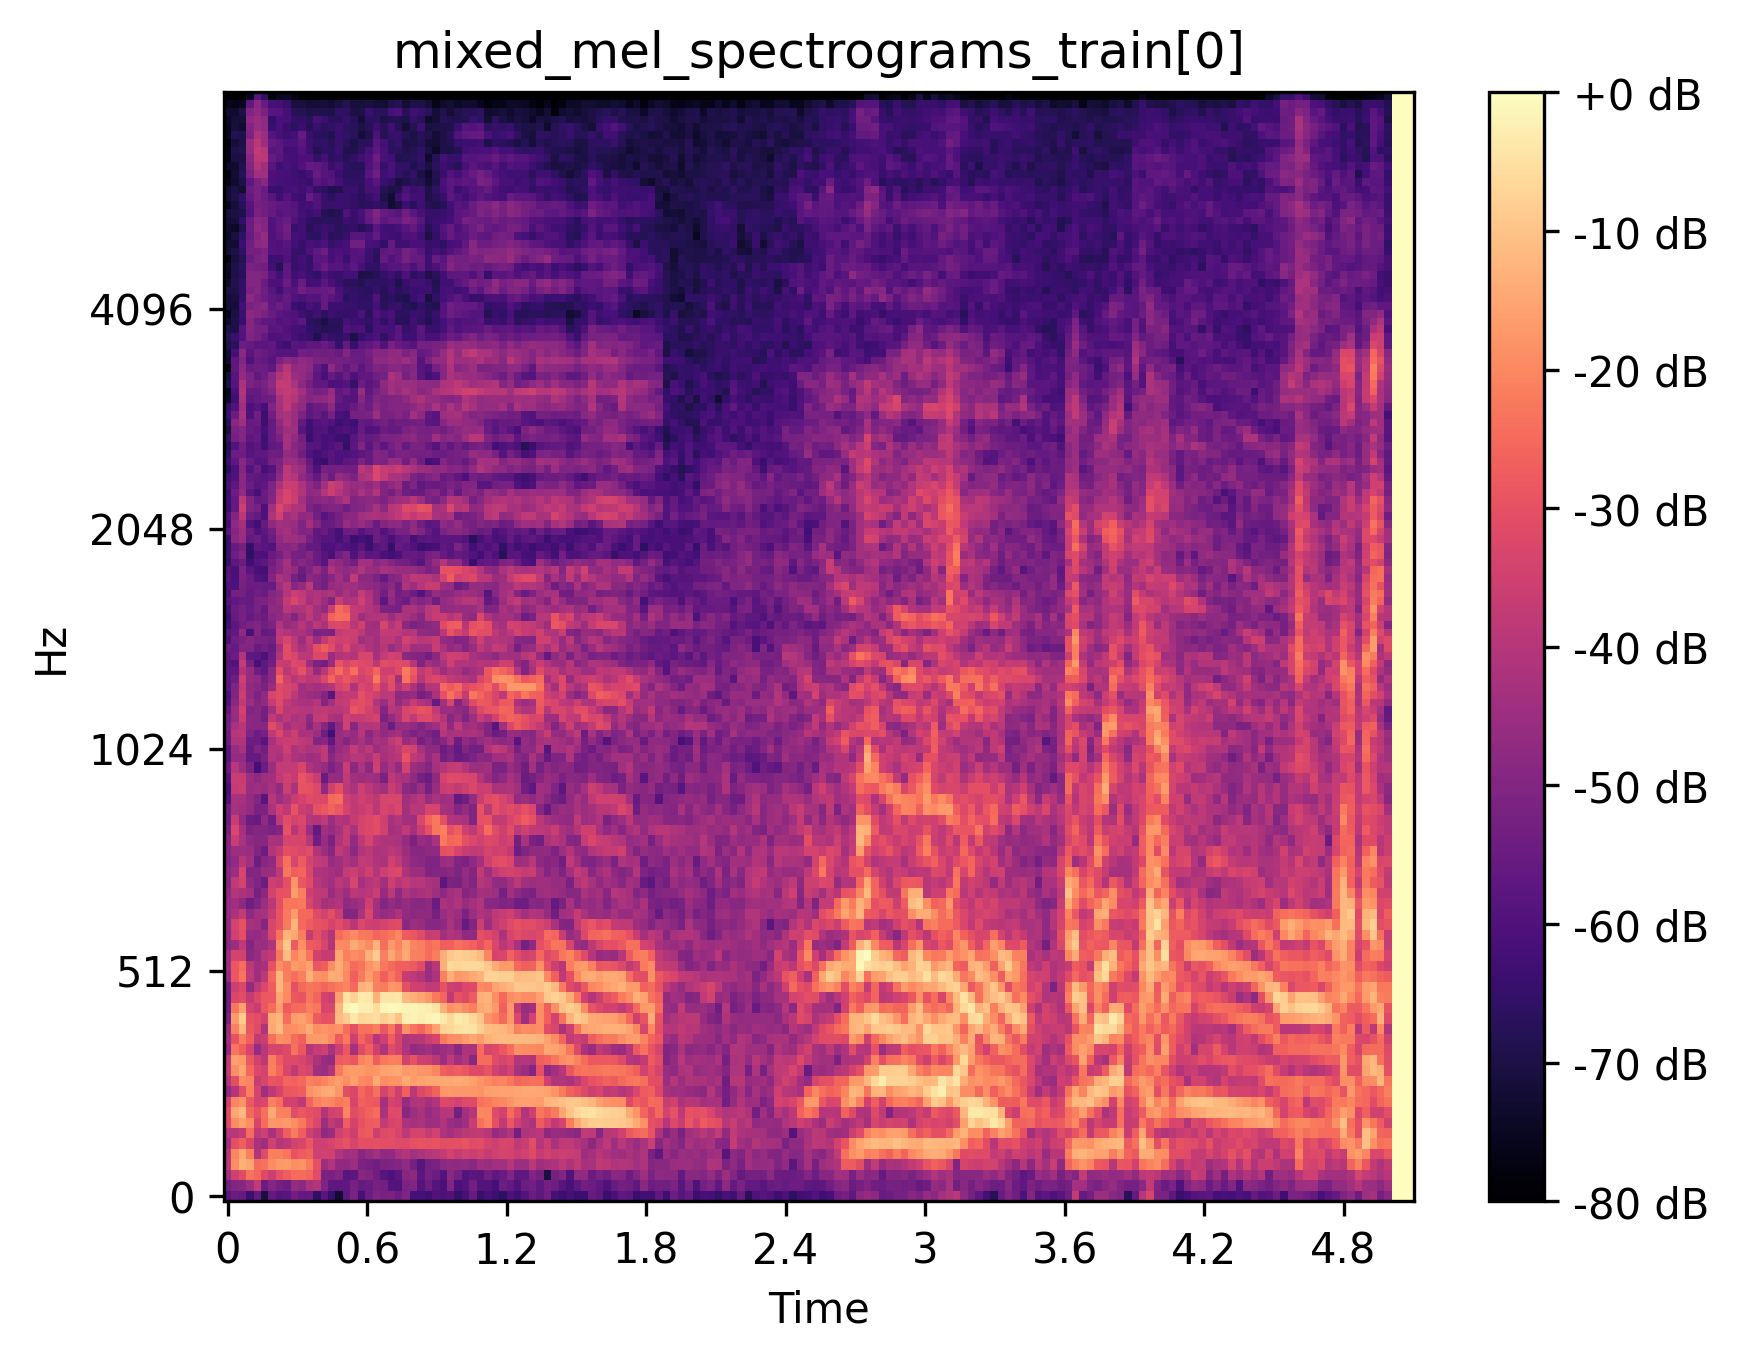 mixed_mel_spectrograms_train[0]
Hz
4096
2048
1024
512
0
0 0.6 1.2 1.8 2.4 3 3.6 4.2 4.8
Time
+0 dB
-10 dB
-20 dB
-30 dB
-40 dB
-50 dB
-60 dB
-70 dB
-80 dB